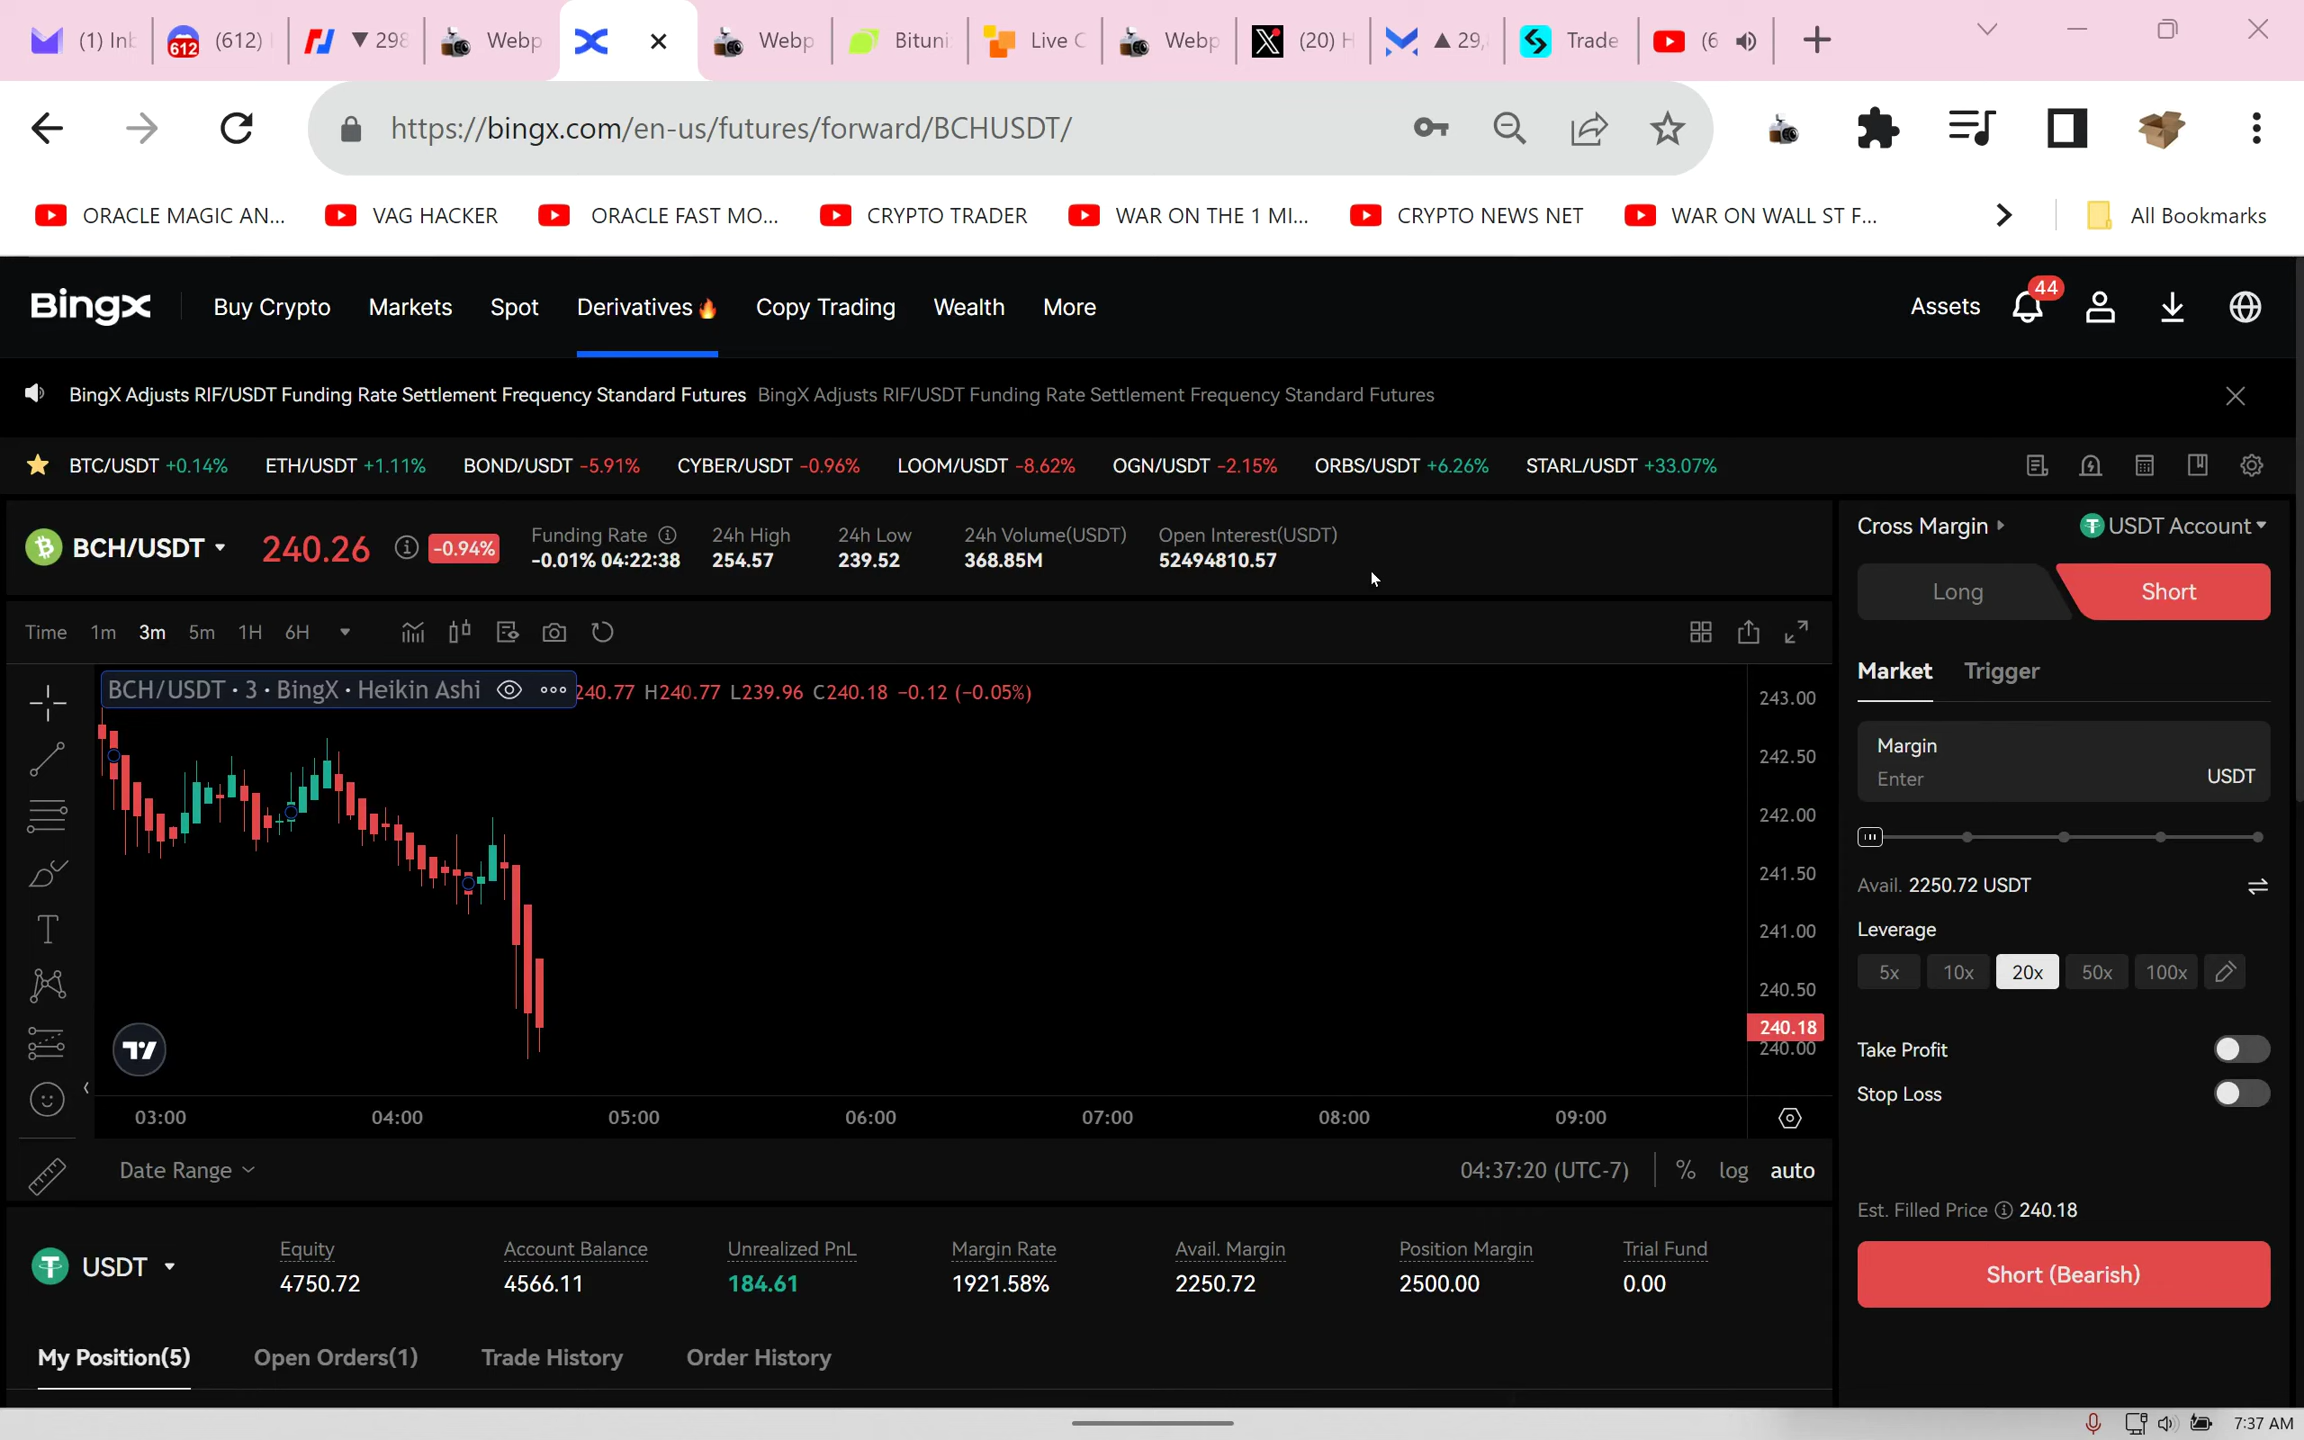 (1) Inb
612 (612)
▼ 298
Webp
Webp
Bituni
Live C
Webp
(20) H
▲ 29,
Trade
(6
https://bingx.com/en-us/futures/forward/BCHUSDT/
ORACLE MAGIC AN... VAG HACKER ORACLE FAST MO... CRYPTO TRADER WAR ON THE 1 MI... CRYPTO NEWS NET WAR ON WALL ST F... All Bookmarks
BingX Buy Crypto Markets Spot Derivatives🔥 Copy Trading Wealth More Assets 44
BingX Adjusts RIF/USDT Funding Rate Settlement Frequency Standard Futures BingX Adjusts RIF/USDT Funding Rate Settlement Frequency Standard Futures
BTC/USDT +0.14% ETH/USDT +1.11% BOND/USDT -5.91% CYBER/USDT -0.96% LOOM/USDT -8.62% OGN/USDT -2.15% ORBS/USDT +6.26% STARL/USDT +33.07%
BCH/USDT 240.26 -0.94%
Funding Rate 24h High 24h Low 24h Volume(USDT) Open Interest(USDT)
-0.01% 04:22:38 254.57 239.52 368.85M 52494810.57
Time 1m 3m 5m 1H 6H
BCH/USDT · 3 · BingX · Heikin Ashi 240.77 H240.77 L239.96 C240.18 -0.12 (-0.05%)
243.00
242.50
242.00
241.50
241.00
240.50
240.18
240.00
03:00 04:00 05:00 06:00 07:00 08:00 09:00
Date Range 04:37:20 (UTC-7) % log auto
Cross Margin USDT Account
Long Short
Market Trigger
Margin
Enter USDT
Avail. 2250.72 USDT
Leverage
5x 10x 20x 50x 100x
Take Profit
Stop Loss
Est. Filled Price 240.18
Short (Bearish)
USDT
Equity Account Balance Unrealized PnL Margin Rate Avail. Margin Position Margin Trial Fund
4750.72 4566.11 184.61 1921.58% 2250.72 2500.00 0.00
My Position(5) Open Orders(1) Trade History Order History
7:37 AM